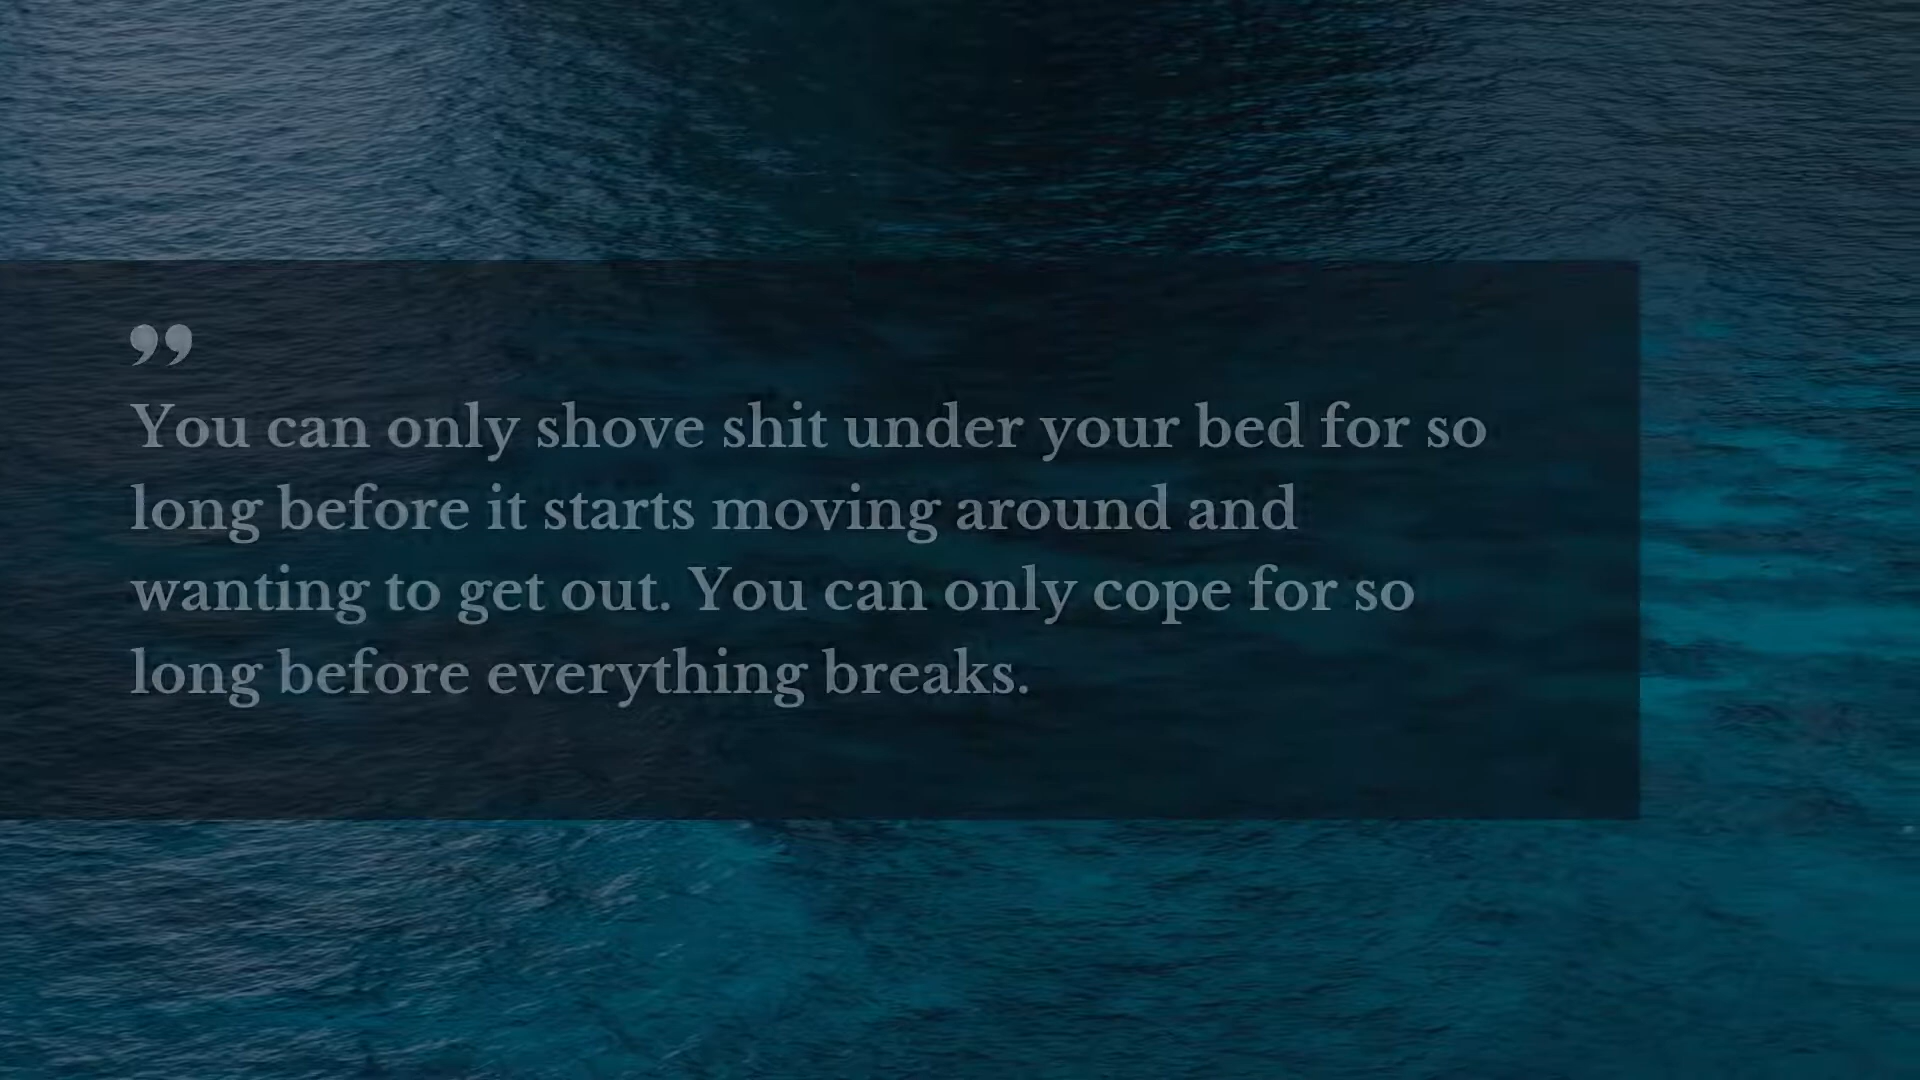 ”
You can only shove shit under your bed for so
long before it starts moving around and
wanting to get out. You can only cope for so
long before everything breaks.